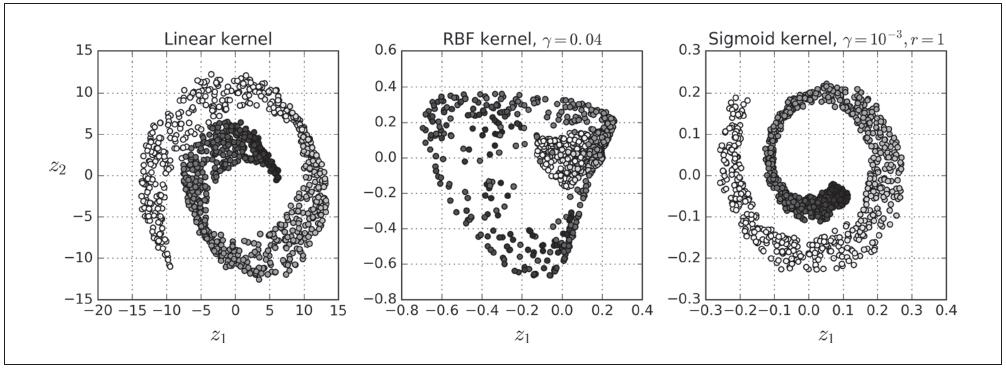 Linear kernel
15
10
5
0
−5
−10
−15
−20 −15 −10 −5 0 5 10 15
z₂
z₁
RBF kernel, γ = 0.04
0.6
0.4
0.2
0.0
−0.2
−0.4
−0.6
−0.8
−0.8 −0.6 −0.4 −0.2 0.0 0.2 0.4
z₁
Sigmoid kernel, γ = 10⁻³, r = 1
0.3
0.2
0.1
0.0
−0.1
−0.2
−0.3
−0.3 −0.2 −0.1 0.0 0.1 0.2 0.3 0.4
z₁